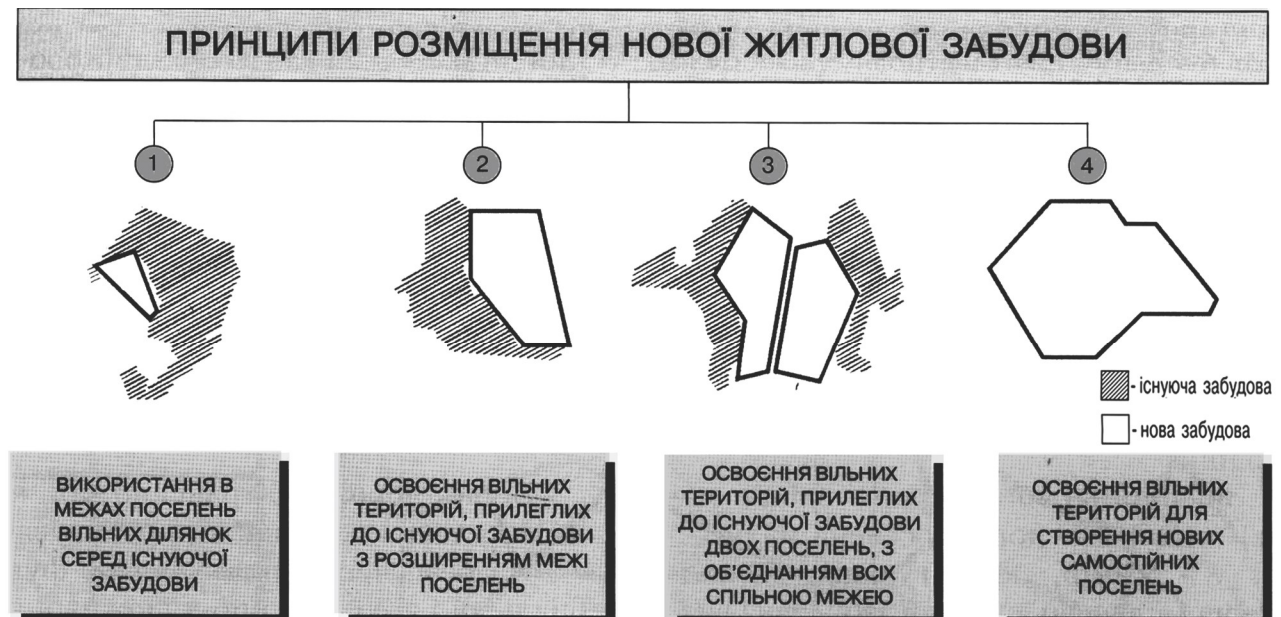 ПРИНЦИПИ РОЗМІЩЕННЯ НОВОЇ ЖИТЛОВОЇ ЗАБУДОВИ
1
2
3
4
- існуюча забудова
- нова забудова
ВИКОРИСТАННЯ В
МЕЖАХ ПОСЕЛЕНЬ
ВІЛЬНИХ ДІЛЯНОК
СЕРЕД ІСНУЮЧОЇ
ЗАБУДОВИ
ОСВОЄННЯ ВІЛЬНИХ
ТЕРИТОРІЙ, ПРИЛЕГЛИХ
ДО ІСНУЮЧОЇ ЗАБУДОВИ
З РОЗШИРЕННЯМ МЕЖІ
ПОСЕЛЕНЬ
ОСВОЄННЯ ВІЛЬНИХ
ТЕРИТОРІЙ, ПРИЛЕГЛИХ
ДО ІСНУЮЧОЇ ЗАБУДОВИ
ДВОХ ПОСЕЛЕНЬ, З
ОБ'ЄДНАННЯМ ВСІХ
СПІЛЬНОЮ МЕЖЕЮ
ОСВОЄННЯ ВІЛЬНИХ
ТЕРИТОРІЙ ДЛЯ
СТВОРЕННЯ НОВИХ
САМОСТІЙНИХ
ПОСЕЛЕНЬ